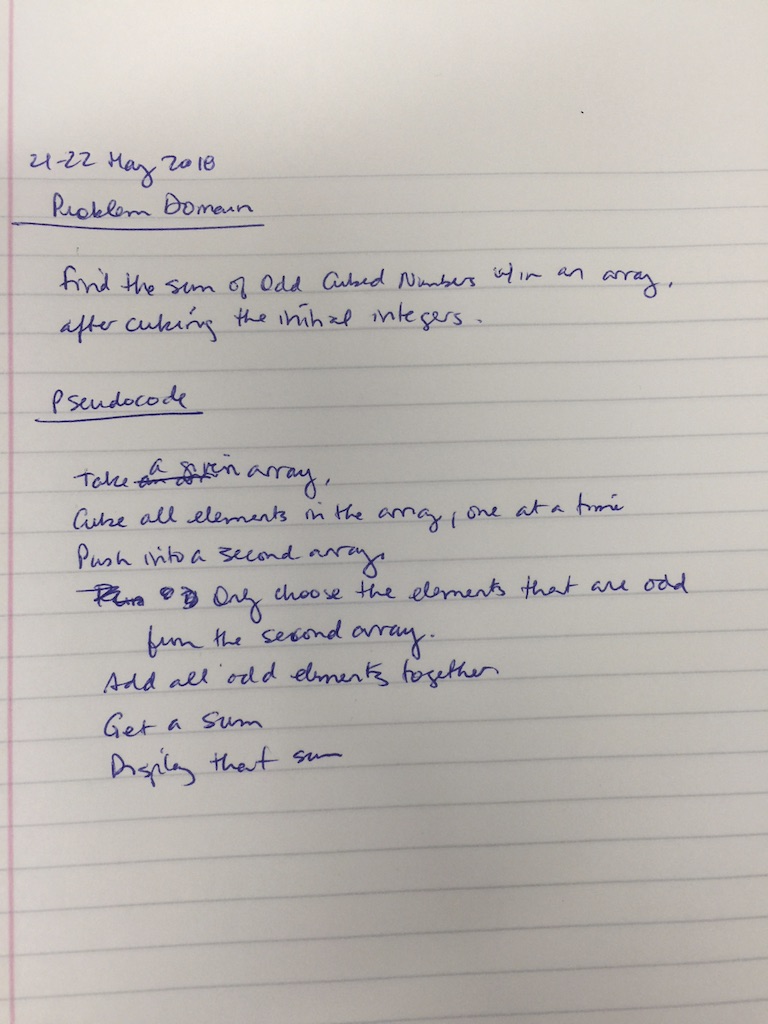 21-22 May 2018
Problem Domain
find the sum of Odd Cubed Numbers w/in an array,
after cubing the initial integers.
Pseudocode
Take a given array,
Cube all elements in the array, one at a time
Push into a second array.
Only choose the elements that are odd
from the second array.
Add all odd elements together
Get a sum
Display that sum